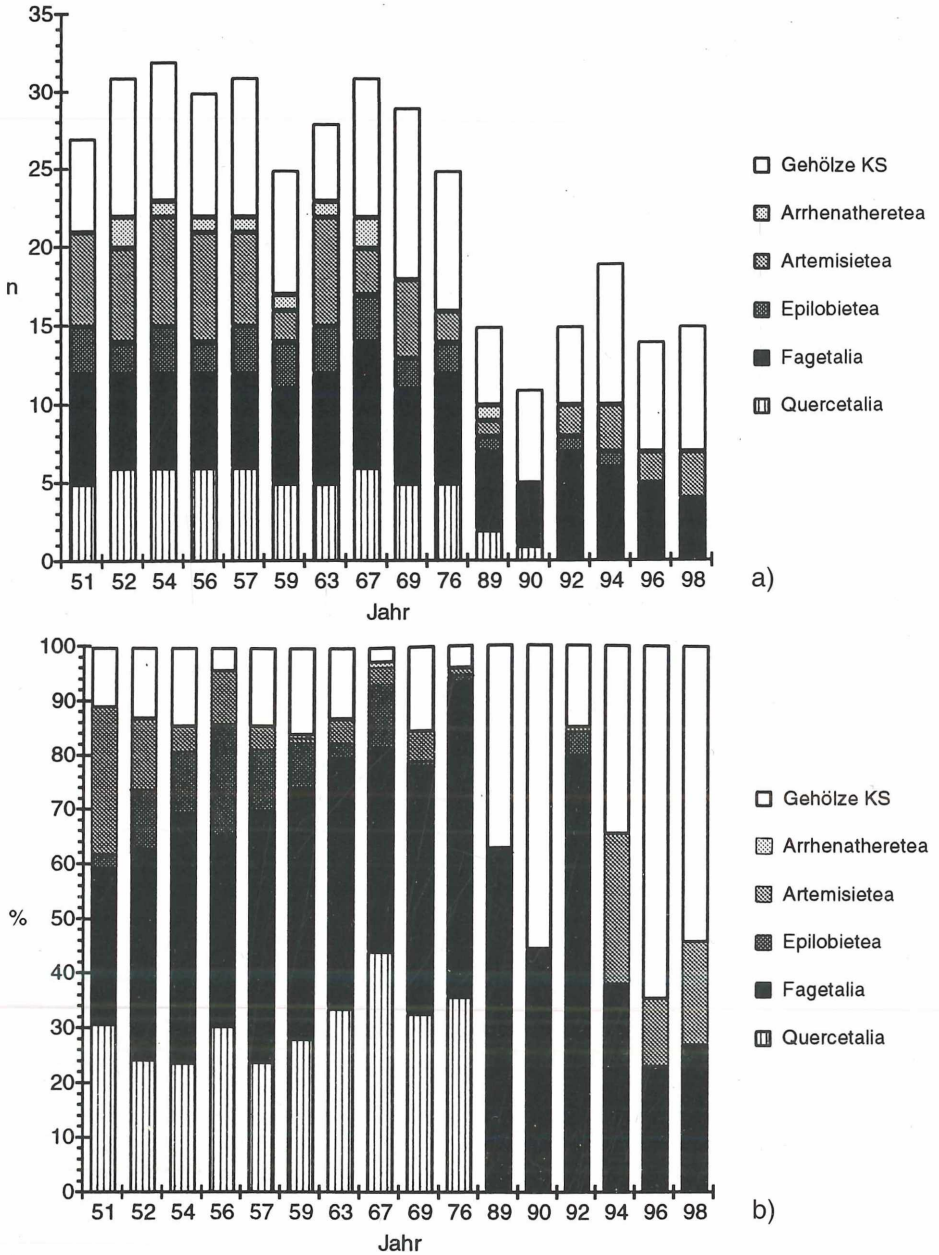 35
30
25
20
15
10
5
0
n
51 52 54 56 57 59 63 67 69 76 89 90 92 94 96 98
Jahr
Gehölze KS
Arrhenatheretea
Artemisietea
Epilobietea
Fagetalia
Quercetalia
a)
100
90
80
70
60
50
40
30
20
10
0
%
51 52 54 56 57 59 63 67 69 76 89 90 92 94 96 98
Jahr
Gehölze KS
Arrhenatheretea
Artemisietea
Epilobietea
Fagetalia
Quercetalia
b)